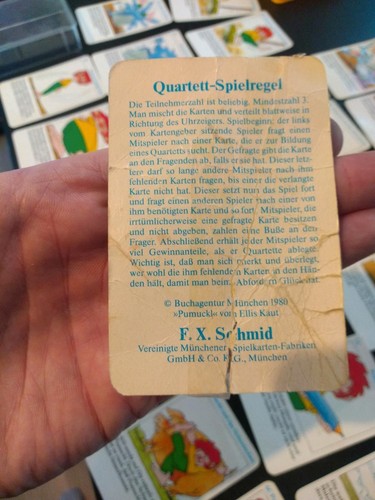 Quartett-Spielregel
Die Teilnehmerzahl ist beliebig. Mindestzahl 3.
Man mischt die Karten und verteilt blattweise in
Richtung des Uhrzeigers. Spielbeginn: der links
vom Kartengeber sitzende Spieler fragt einen
Mitspieler nach einer Karte, die er zur Bildung
eines Quartetts sucht. Der Gefragte gibt die Karte
an den Fragenden ab, falls er sie hat. Dieser letz-
tere darf so lange andere Mitspieler nach ihm
fehlenden Karten fragen, bis einer die verlangte
Karte nicht hat. Dieser setzt nun das Spiel fort
und fragt einen anderen Spieler nach einer von
ihm benötigten Karte und so fort. Mitspieler, die
irrtümlicherweise eine gefragte Karte besitzen
und nicht abgeben, zahlen eine Buße an den
Frager. Abschließend erhält jeder Mitspieler so
viel Gewinnanteile, als er Quartette ablegte.
Wichtig ist, daß man sich merkt und überlegt,
wer wohl die ihm fehlenden Karten in den Hän-
den hält, damit man beim Abfordern Glück hat.
© Buchagentur München 1980
»Pumuckl« von Ellis Kaut
F. X. Schmid
Vereinigte Münchener Spielkarten-Fabriken
GmbH & Co. KG., München